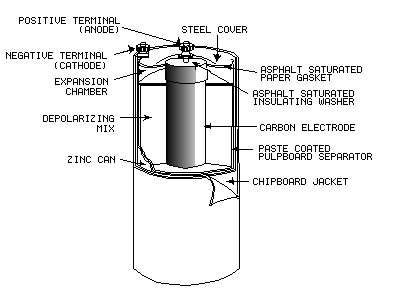 POSITIVE TERMINAL
(ANODE)
STEEL COVER
NEGATIVE TERMINAL
(CATHODE)
ASPHALT SATURATED
PAPER GASKET
EXPANSION
CHAMBER
ASPHALT SATURATED
INSULATING WASHER
DEPOLARIZING
MIX
CARBON ELECTRODE
PASTE COATED
PULPBOARD SEPARATOR
ZINC CAN
CHIPBOARD JACKET